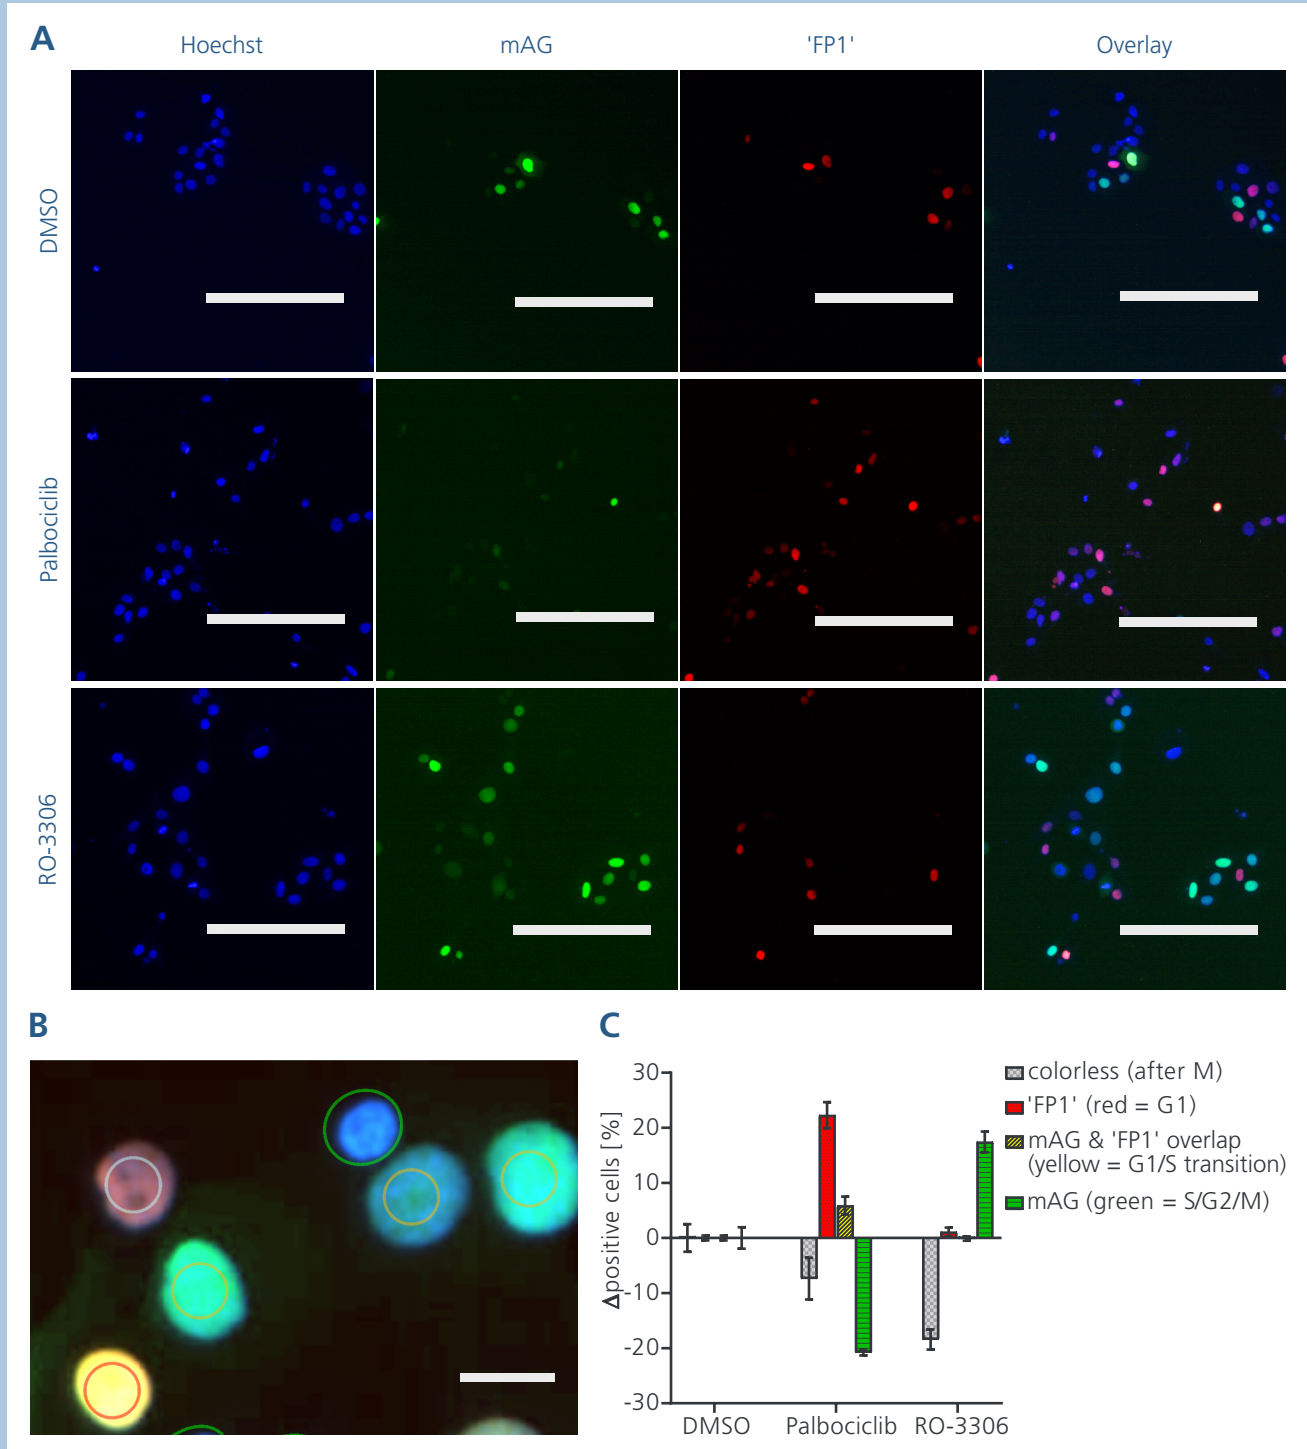 A
Hoechst
mAG
'FP1'
Overlay
DMSO
Palbociclib
RO-3306
B
C
30
20
10
0
-10
-20
-30
Δpositive cells [%]
DMSO
Palbociclib
RO-3306
colorless (after M)
'FP1' (red = G1)
mAG & 'FP1' overlap
(yellow = G1/S transition)
mAG (green = S/G2/M)